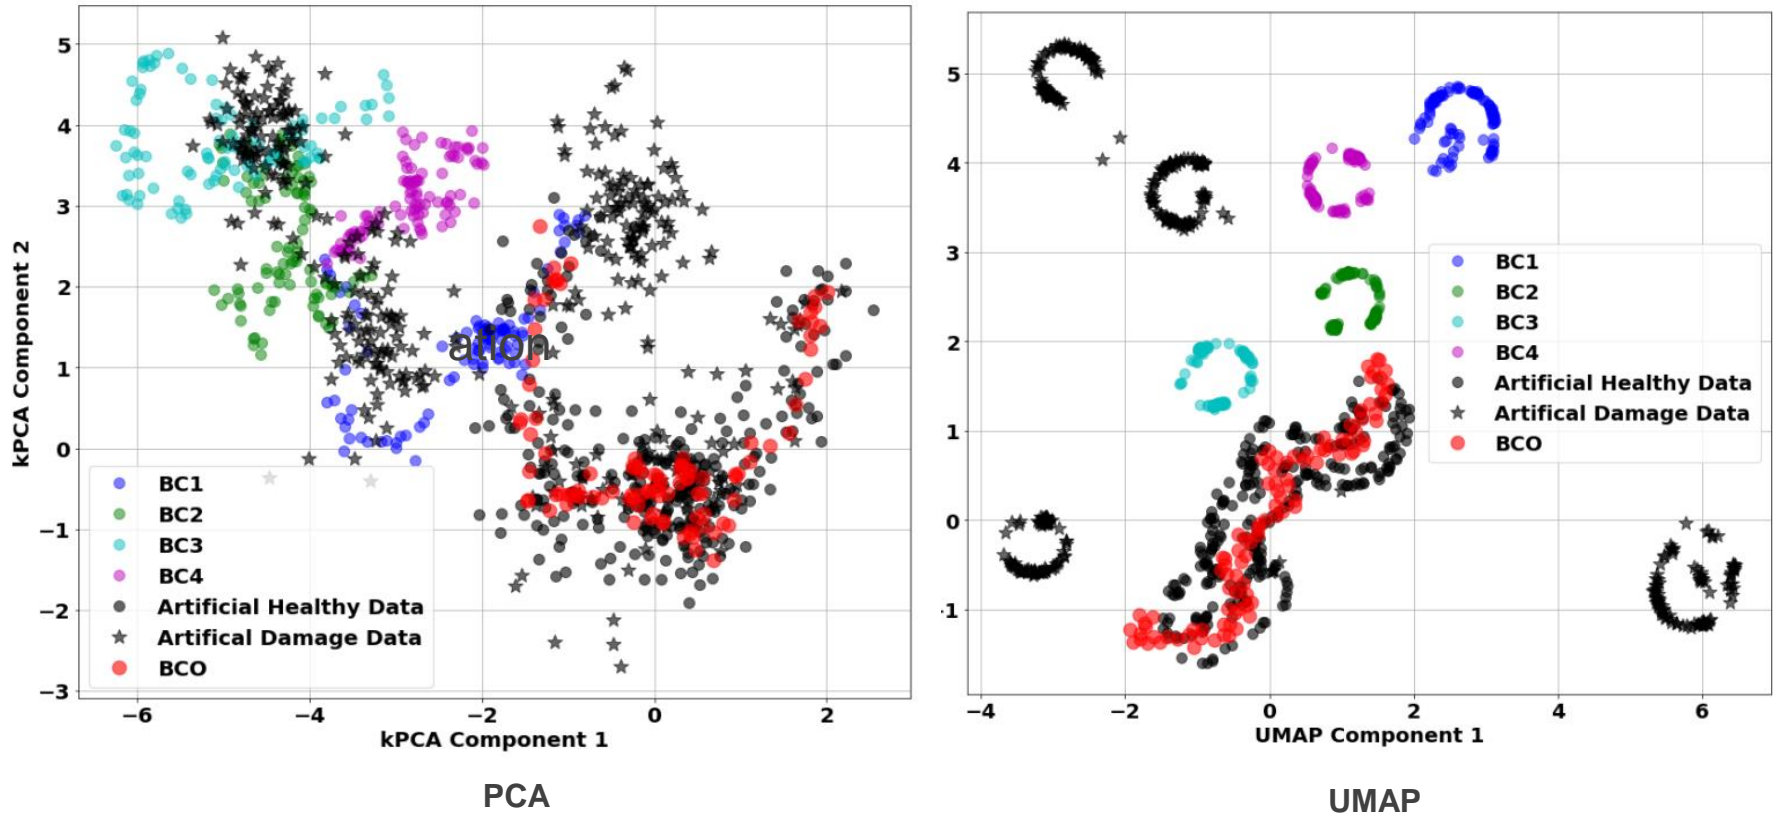 5
4
3
2
1
0
−1
−2
−3
kPCA Component 2
ation
BC1
BC2
BC3
BC4
Artificial Healthy Data
Artifical Damage Data
BCO
−6
−4
−2
0
2
kPCA Component 1
PCA
5
4
3
2
1
0
-1
BC1
BC2
BC3
BC4
Artificial Healthy Data
Artifical Damage Data
BCO
−4
−2
0
2
4
6
UMAP Component 1
UMAP